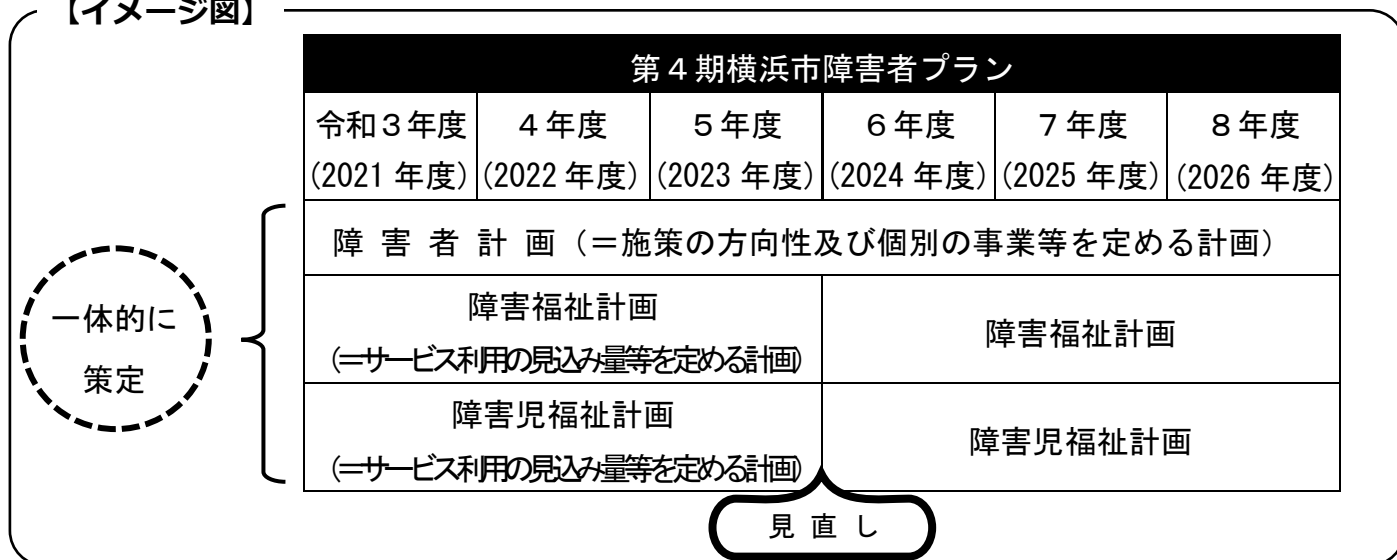 【イメージ図】
第４期横浜市障害者プラン
令和３年度 ４年度 ５年度 ６年度 ７年度 ８年度
(2021 年度) (2022 年度) (2023 年度) (2024 年度) (2025 年度) (2026 年度)
障 害 者 計 画（＝施策の方向性及び個別の事業等を定める計画）
一体的に
策定
障害福祉計画
（＝サービス利用の見込み量等を定める計画）
障害福祉計画
障害児福祉計画
（＝サービス利用の見込み量等を定める計画）
障害児福祉計画
見 直 し